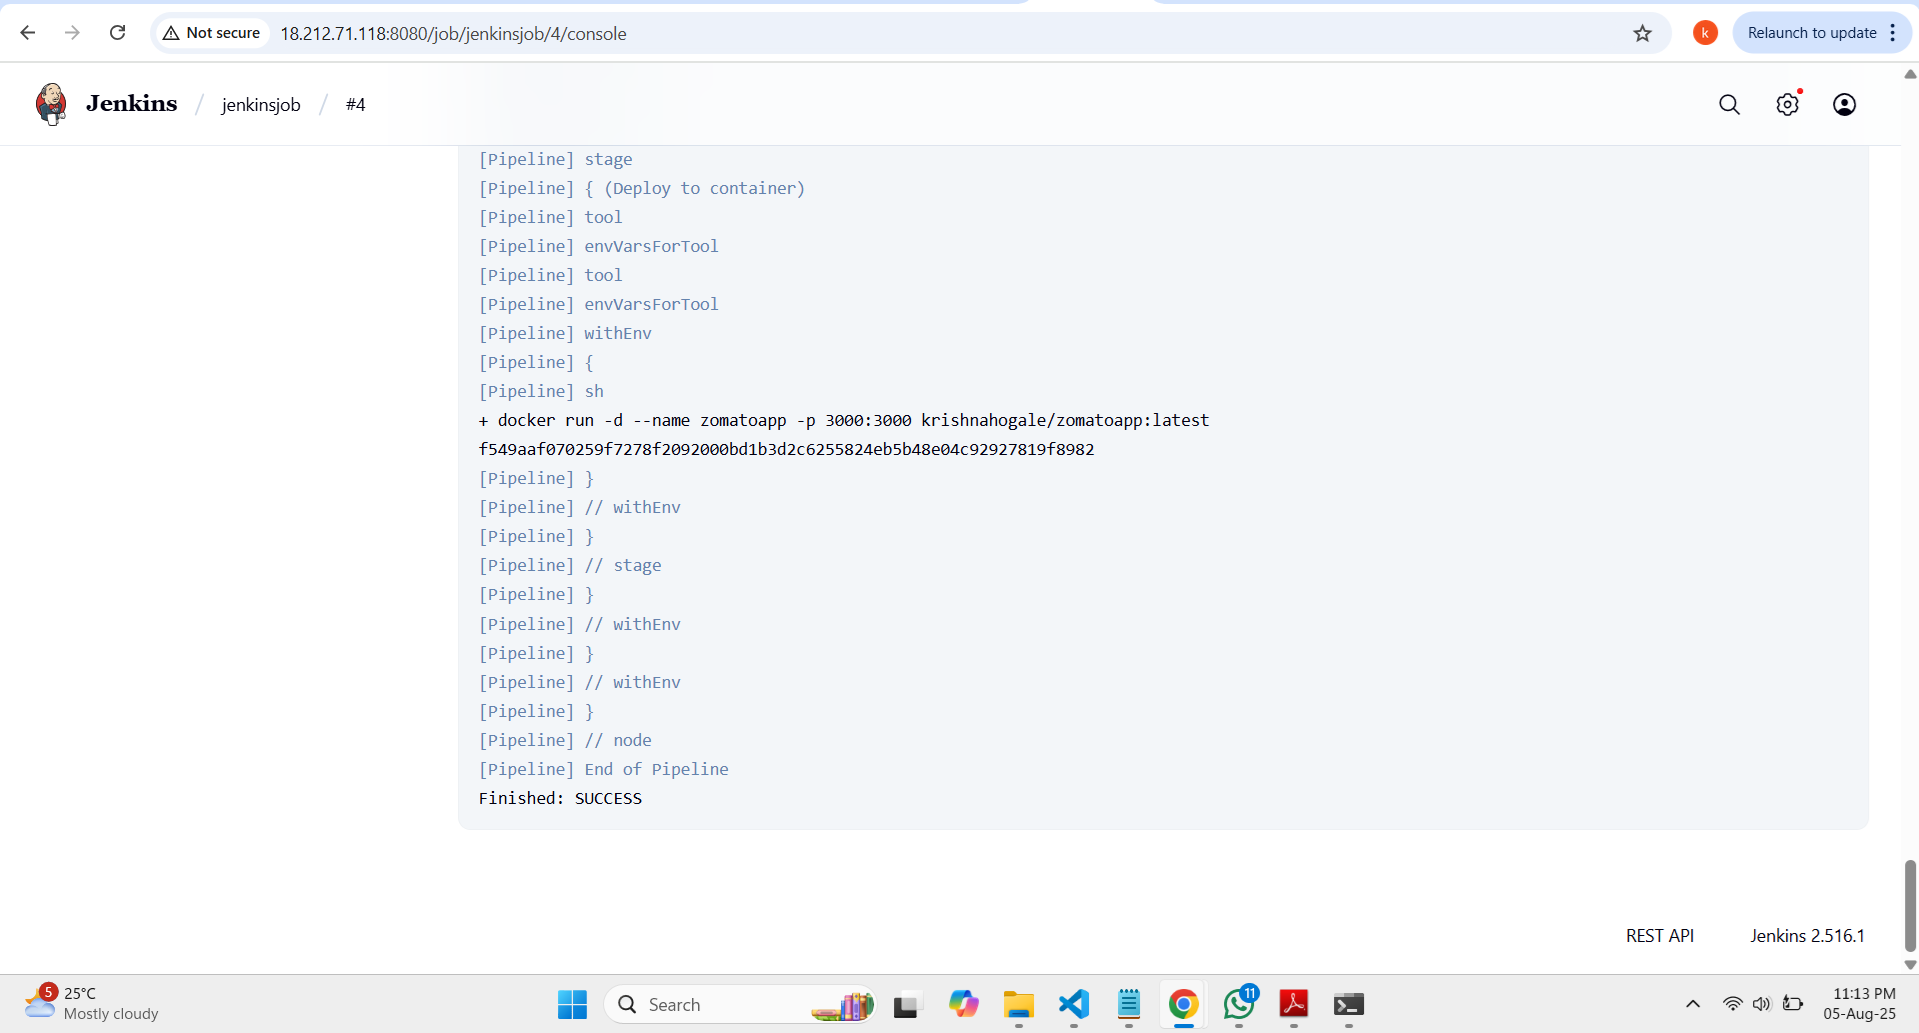 Not secure 18.212.71.118:8080/job/jenkinsjob/4/console k Relaunch to update
Jenkins / jenkinsjob / #4
[Pipeline] stage
[Pipeline] { (Deploy to container)
[Pipeline] tool
[Pipeline] envVarsForTool
[Pipeline] tool
[Pipeline] envVarsForTool
[Pipeline] withEnv
[Pipeline] {
[Pipeline] sh
+ docker run -d --name zomatoapp -p 3000:3000 krishnahogale/zomatoapp:latest
f549aaf070259f7278f2092000bd1b3d2c6255824eb5b48e04c92927819f8982
[Pipeline] }
[Pipeline] // withEnv
[Pipeline] }
[Pipeline] // stage
[Pipeline] }
[Pipeline] // withEnv
[Pipeline] }
[Pipeline] // withEnv
[Pipeline] }
[Pipeline] // node
[Pipeline] End of Pipeline
Finished: SUCCESS
REST API Jenkins 2.516.1
5 25°C
Mostly cloudy
Search
11
11:13 PM
05-Aug-25